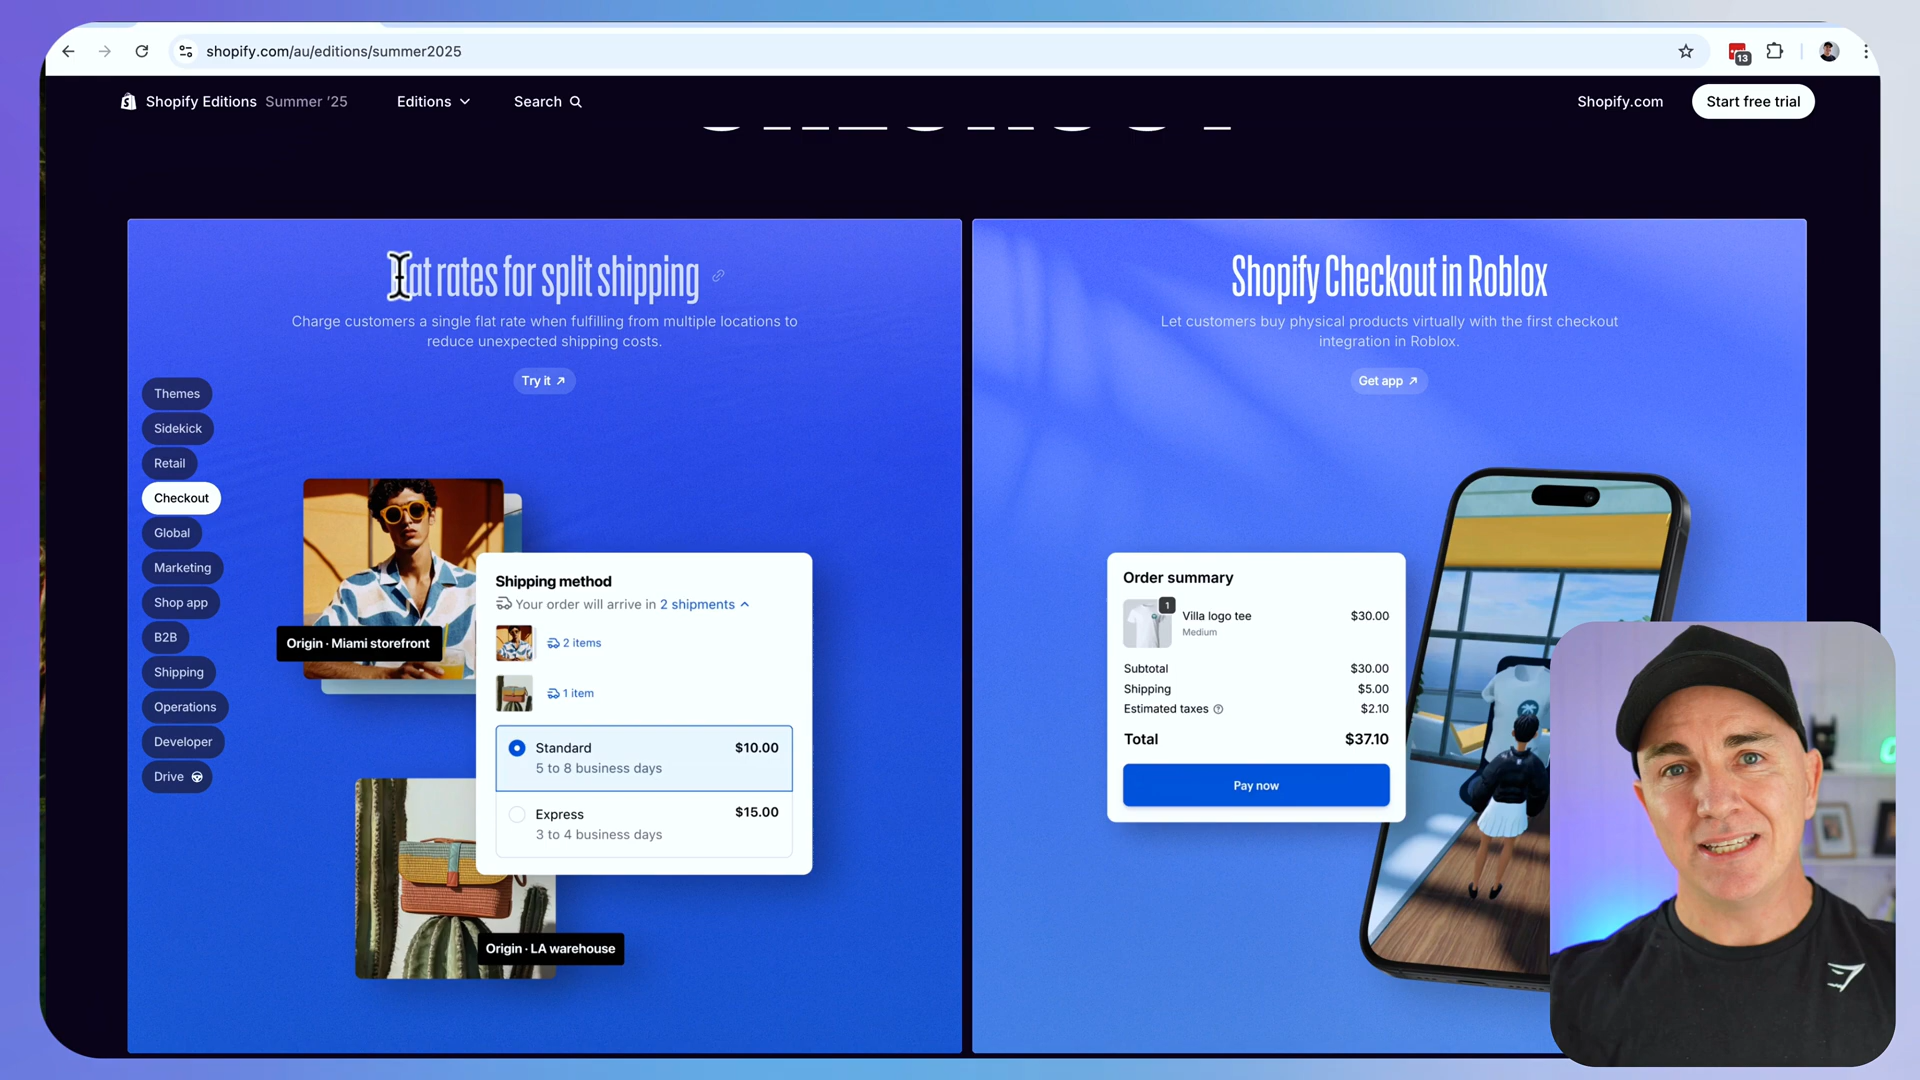 shopify.com/au/editions/summer2025
13
Shopify Editions Summer '25
Editions
Search
Shopify.com
Start free trial
Flat rates for split shipping
Charge customers a single flat rate when fulfilling from multiple locations to
reduce unexpected shipping costs.
Try it
Shopify Checkout in Roblox
Let customers buy physical products virtually with the first checkout
integration in Roblox.
Get app
Themes
Sidekick
Retail
Checkout
Global
Marketing
Shop app
B2B
Shipping
Operations
Developer
Drive
Origin · Miami storefront
Shipping method
Your order will arrive in 2 shipments
2 items
1 item
Standard $10.00
5 to 8 business days
Express $15.00
3 to 4 business days
Origin · LA warehouse
Order summary
1
Villa logo tee $30.00
Medium
Subtotal $30.00
Shipping $5.00
Estimated taxes $2.10
Total $37.10
Pay now